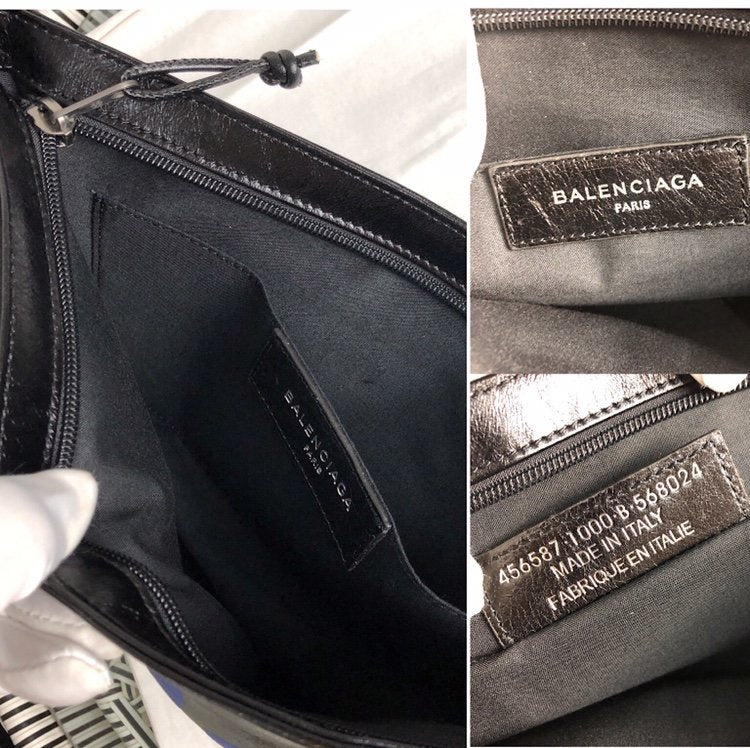 BALENCIAGA
PARIS
BALENCIAGA
PARIS
456587·1000·B·568024
MADE IN ITALY
FABRIQUE EN ITALIE